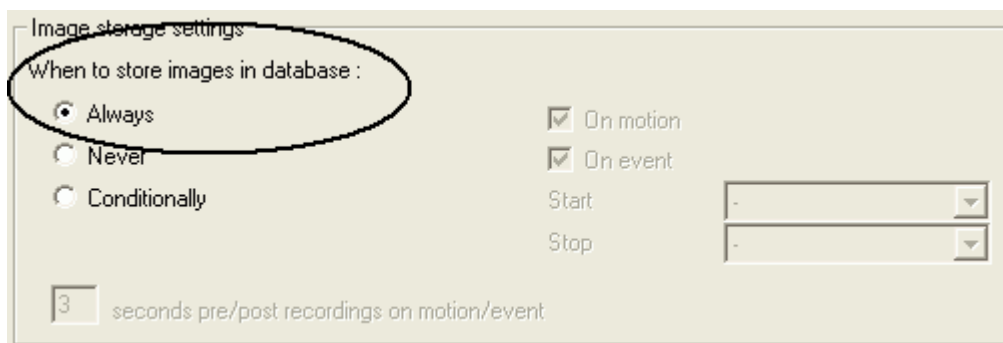 Image storage settings
When to store images in database :
Always
On motion
Never
On event
Conditionally
Start
-
Stop
-
3 seconds pre/post recordings on motion/event